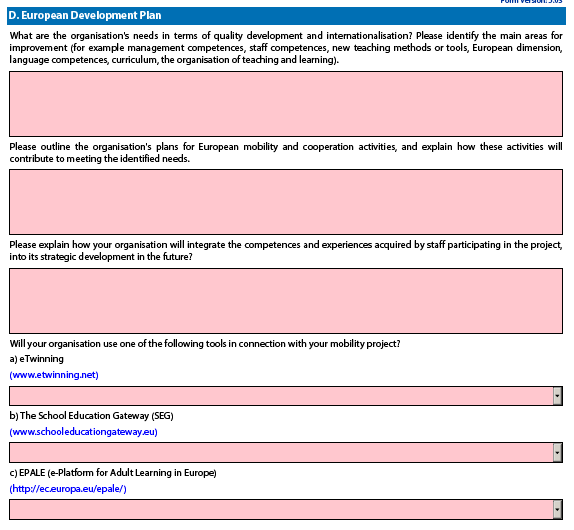 Form Version: 5.03
D. European Development Plan
What are the organisation's needs in terms of quality development and internationalisation? Please identify the main areas for
improvement (for example management competences, staff competences, new teaching methods or tools, European dimension,
language competences, curriculum, the organisation of teaching and learning).
Please outline the organisation's plans for European mobility and cooperation activities, and explain how these activities will
contribute to meeting the identified needs.
Please explain how your organisation will integrate the competences and experiences acquired by staff participating in the project,
into its strategic development in the future?
Will your organisation use one of the following tools in connection with your mobility project?
a) eTwinning
(www.etwinning.net)
b) The School Education Gateway (SEG)
(www.schooleducationgateway.eu)
c) EPALE (e-Platform for Adult Learning in Europe)
(http://ec.europa.eu/epale/)